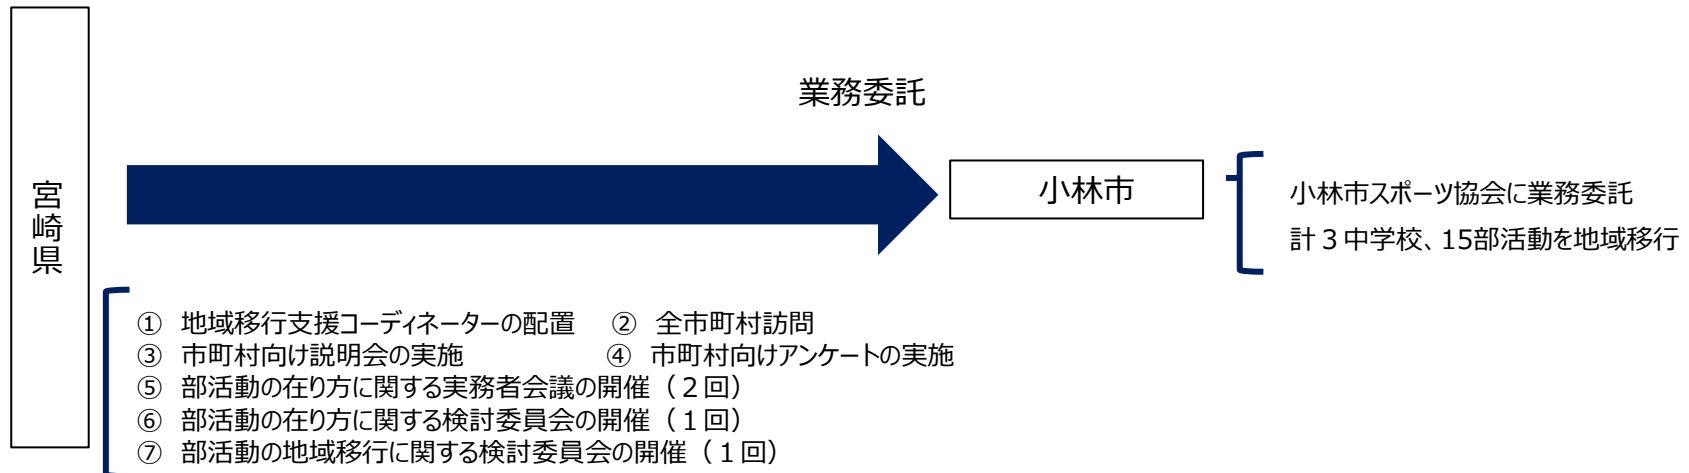 業務委託
宮崎県
小林市
小林市スポーツ協会に業務委託
計３中学校、15部活動を地域移行
① 地域移行支援コーディネーターの配置 ② 全市町村訪問
③ 市町村向け説明会の実施 ④ 市町村向けアンケートの実施
⑤ 部活動の在り方に関する実務者会議の開催（２回）
⑥ 部活動の在り方に関する検討委員会の開催（１回）
⑦ 部活動の地域移行に関する検討委員会の開催（１回）